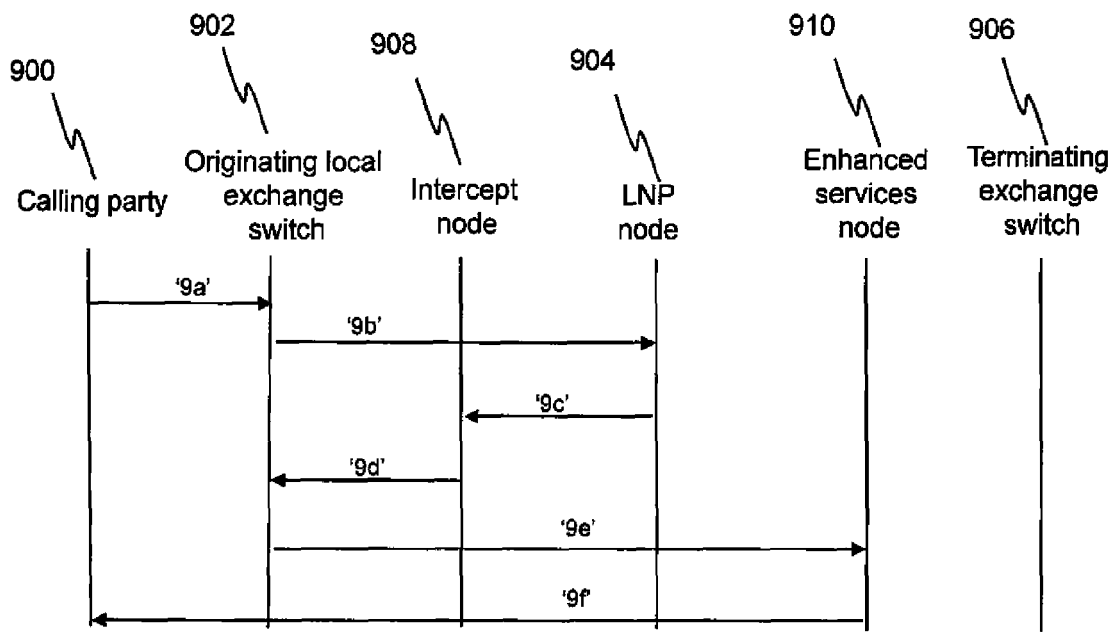 900
902
908
904
910
906
Calling party
Originating local
exchange
switch
Intercept
node
LNP
node
Enhanced
services
node
Terminating
exchange
switch
'9a'
'9b'
'9c'
'9d'
'9e'
'9f'